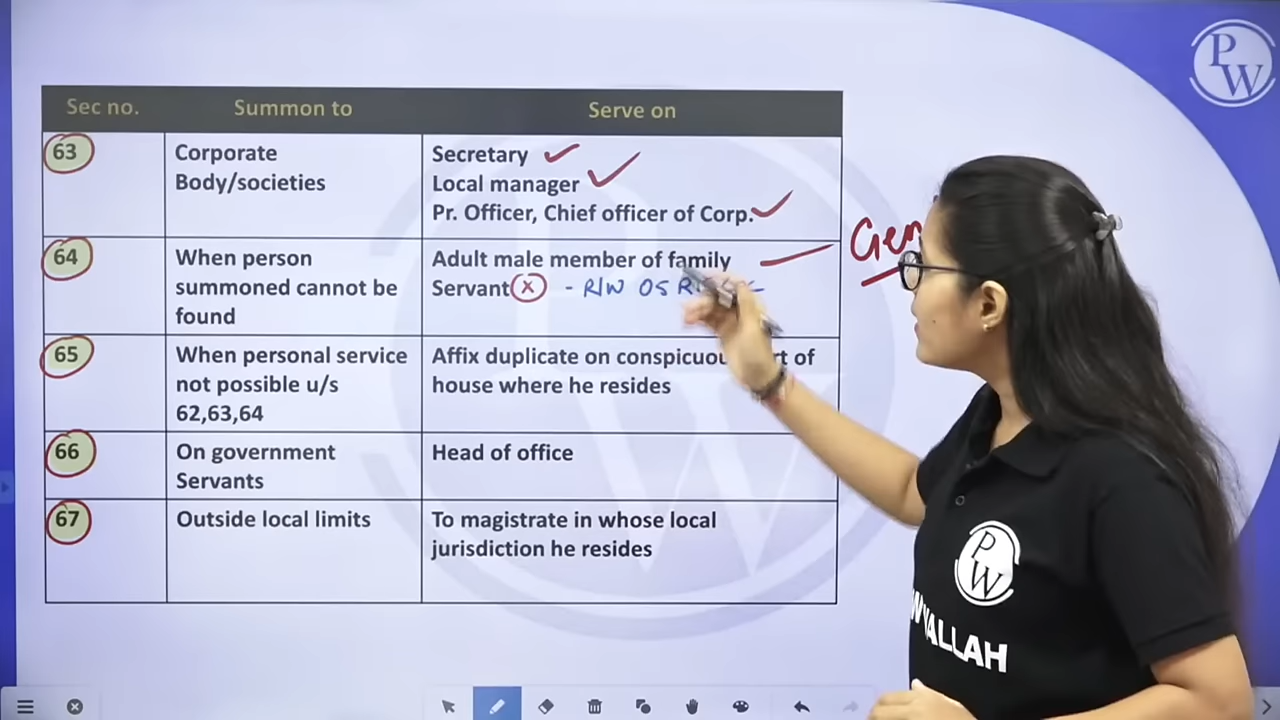 PW
Sec no. Summon to Serve on
63 Corporate Body/societies
Secretary
Local manager
Pr. Officer, Chief officer of Corp.
64 When person summoned cannot be found
Adult male member of family
Servant x - R/W OS R
Gen
65 When personal service not possible u/s 62,63,64
Affix duplicate on conspicuou rt of
house where he resides
66 On government Servants
Head of office
67 Outside local limits
To magistrate in whose local
jurisdiction he resides
PW
WALLAH